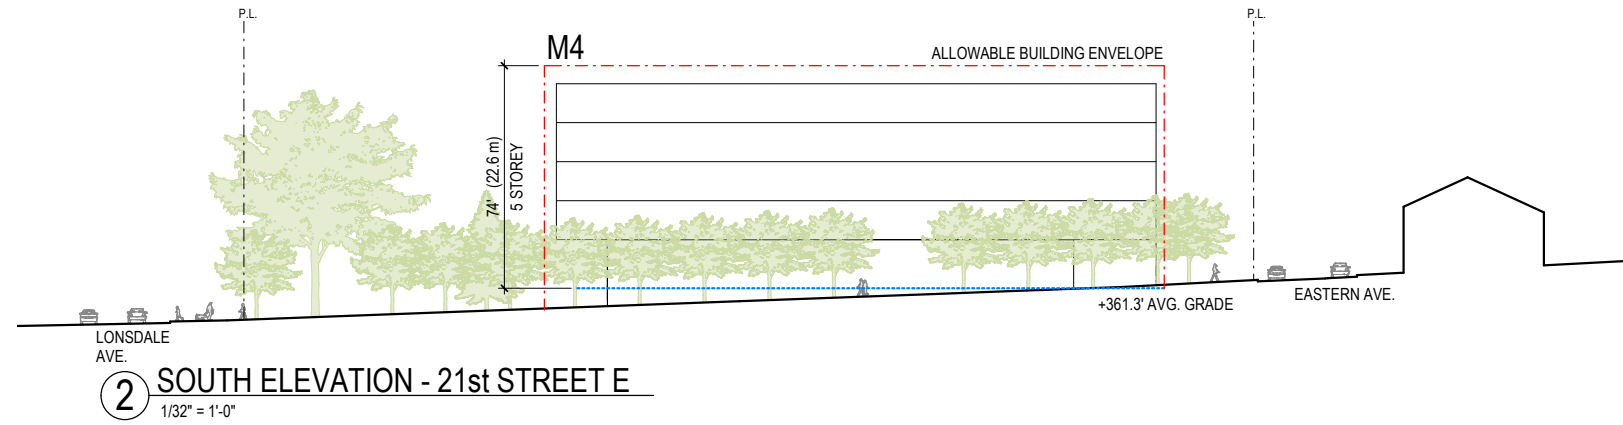 P.L.
P.L.
M4
ALLOWABLE BUILDING ENVELOPE
74' (22.6 m)
5 STOREY
+361.3' AVG. GRADE
EASTERN AVE.
LONSDALE
AVE.
2
SOUTH ELEVATION - 21st STREET E
1/32" = 1'-0"